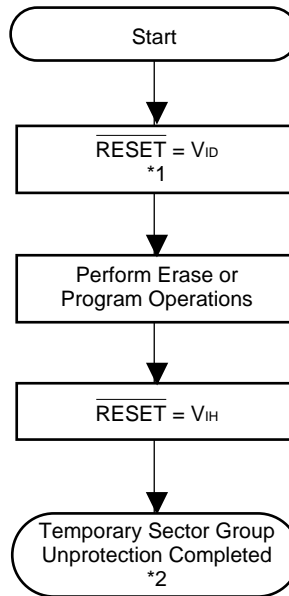 Start
RESET = VID
*1
Perform Erase or
Program Operations
RESET = VIH
Temporary Sector Group
Unprotection Completed
*2